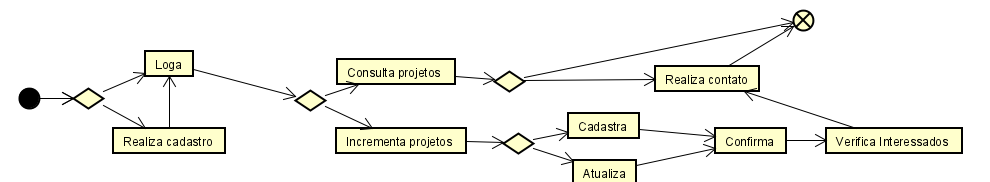 Loga
Realiza cadastro
Consulta projetos
Incrementa projetos
Cadastra
Atualiza
Confirma
Verifica Interessados
Realiza contato